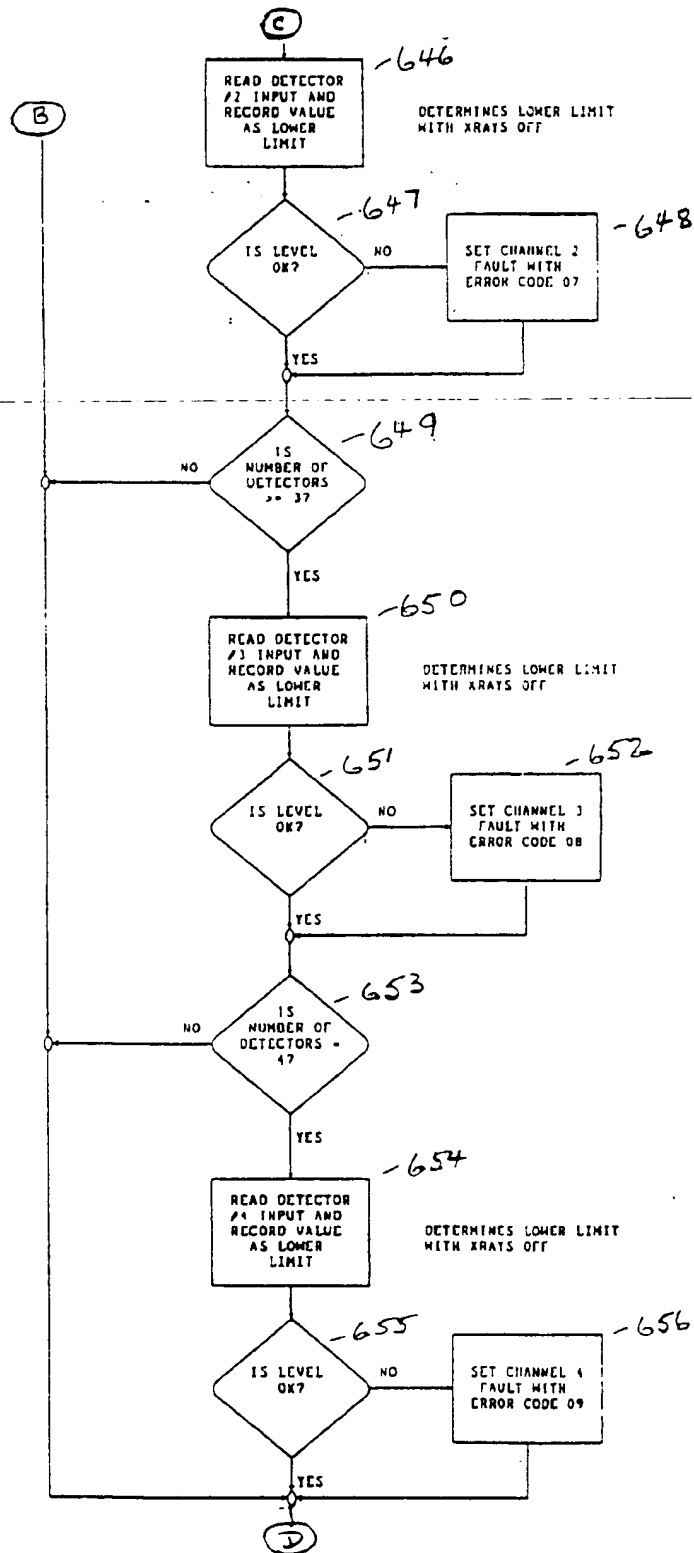 C
646
READ DETECTOR
#2 INPUT AND
RECORD VALUE
AS LOWER
LIMIT
DETERMINES LOWER LIMIT
WITH XRAYS OFF
B
647
IS LEVEL
OK?
NO
648
SET CHANNEL 2
FAULT WITH
ERROR CODE 07
YES
649
IS
NUMBER OF
DETECTORS
>= 3?
NO
YES
650
READ DETECTOR
#3 INPUT AND
RECORD VALUE
AS LOWER
LIMIT
DETERMINES LOWER LIMIT
WITH XRAYS OFF
651
IS LEVEL
OK?
NO
652
SET CHANNEL 3
FAULT WITH
ERROR CODE 08
YES
653
IS
NUMBER OF
DETECTORS =
4?
NO
YES
654
READ DETECTOR
#4 INPUT AND
RECORD VALUE
AS LOWER
LIMIT
DETERMINES LOWER LIMIT
WITH XRAYS OFF
655
IS LEVEL
OK?
NO
656
SET CHANNEL 4
FAULT WITH
ERROR CODE 09
YES
D